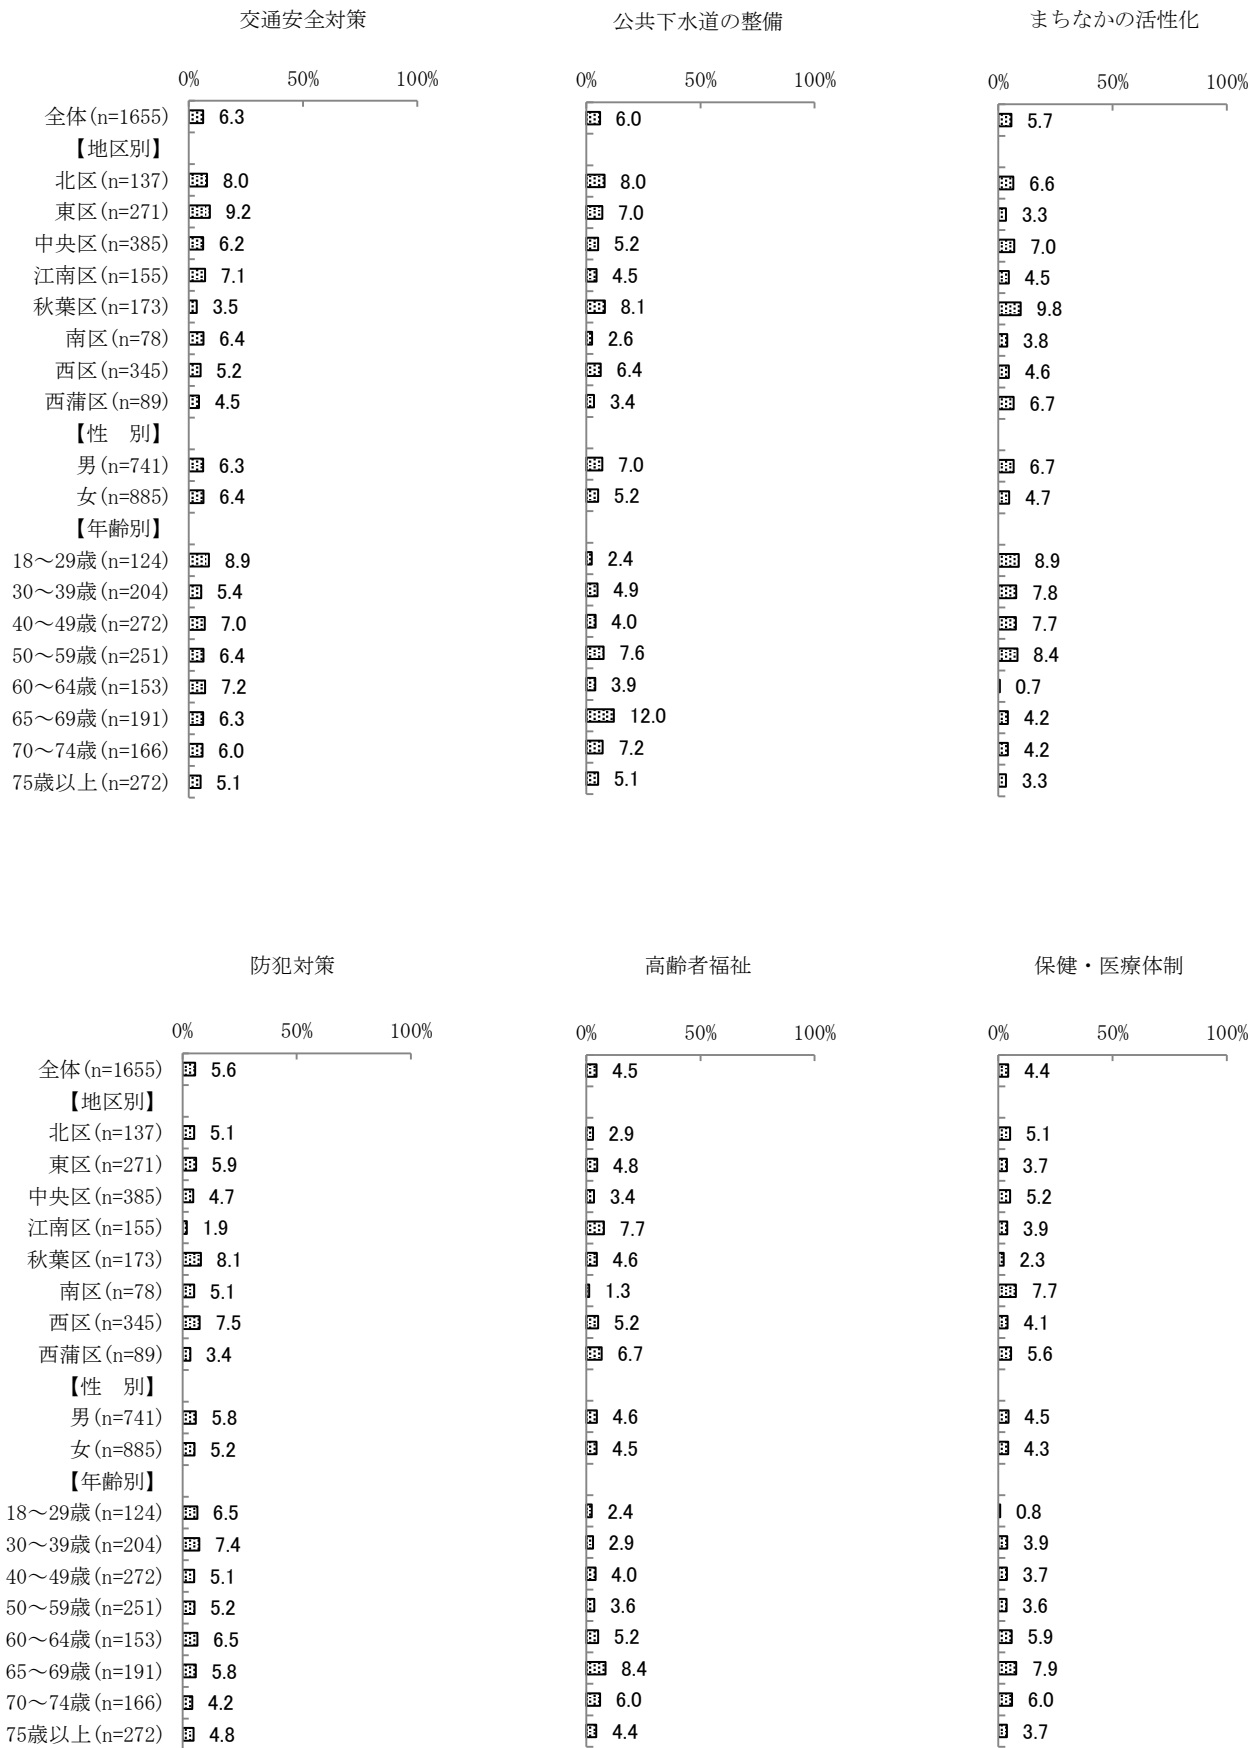 交通安全対策 公共下水道の整備 まちなかの活性化
0% 50% 100% 0% 50% 100% 0% 50% 100%
全体(n=1655) 6.3 6.0 5.7
【地区別】
北区(n=137) 8.0 8.0 6.6
東区(n=271) 9.2 7.0 3.3
中央区(n=385) 6.2 5.2 7.0
江南区(n=155) 7.1 4.5 4.5
秋葉区(n=173) 3.5 8.1 9.8
南区(n=78) 6.4 2.6 3.8
西区(n=345) 5.2 6.4 4.6
西蒲区(n=89) 4.5 3.4 6.7
【性　別】
男(n=741) 6.3 7.0 6.7
女(n=885) 6.4 5.2 4.7
【年齢別】
18～29歳(n=124) 8.9 2.4 8.9
30～39歳(n=204) 5.4 4.9 7.8
40～49歳(n=272) 7.0 4.0 7.7
50～59歳(n=251) 6.4 7.6 8.4
60～64歳(n=153) 7.2 3.9 0.7
65～69歳(n=191) 6.3 12.0 4.2
70～74歳(n=166) 6.0 7.2 4.2
75歳以上(n=272) 5.1 5.1 3.3
防犯対策 高齢者福祉 保健・医療体制
0% 50% 100% 0% 50% 100% 0% 50% 100%
全体(n=1655) 5.6 4.5 4.4
【地区別】
北区(n=137) 5.1 2.9 5.1
東区(n=271) 5.9 4.8 3.7
中央区(n=385) 4.7 3.4 5.2
江南区(n=155) 1.9 7.7 3.9
秋葉区(n=173) 8.1 4.6 2.3
南区(n=78) 5.1 1.3 7.7
西区(n=345) 7.5 5.2 4.1
西蒲区(n=89) 3.4 6.7 5.6
【性　別】
男(n=741) 5.8 4.6 4.5
女(n=885) 5.2 4.5 4.3
【年齢別】
18～29歳(n=124) 6.5 2.4 0.8
30～39歳(n=204) 7.4 2.9 3.9
40～49歳(n=272) 5.1 4.0 3.7
50～59歳(n=251) 5.2 3.6 3.6
60～64歳(n=153) 6.5 5.2 5.9
65～69歳(n=191) 5.8 8.4 7.9
70～74歳(n=166) 4.2 6.0 6.0
75歳以上(n=272) 4.8 4.4 3.7